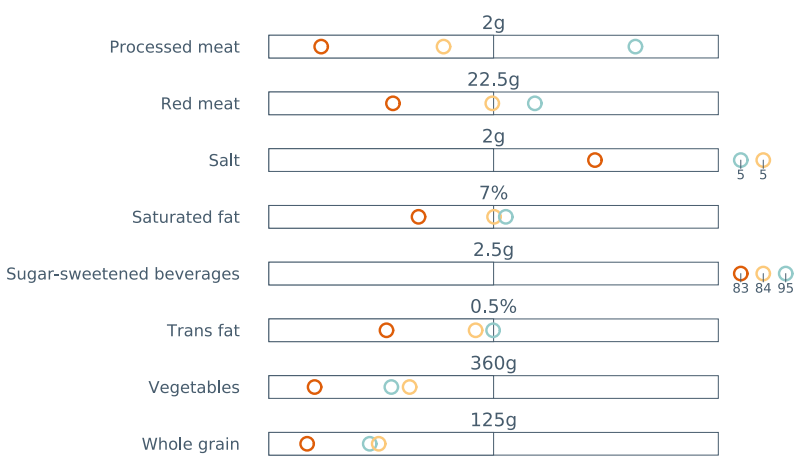 2g
Processed meat
22.5g
Red meat
2g
Salt
5 5
7%
Saturated fat
2.5g
Sugar-sweetened beverages
83 84 95
0.5%
Trans fat
360g
Vegetables
125g
Whole grain